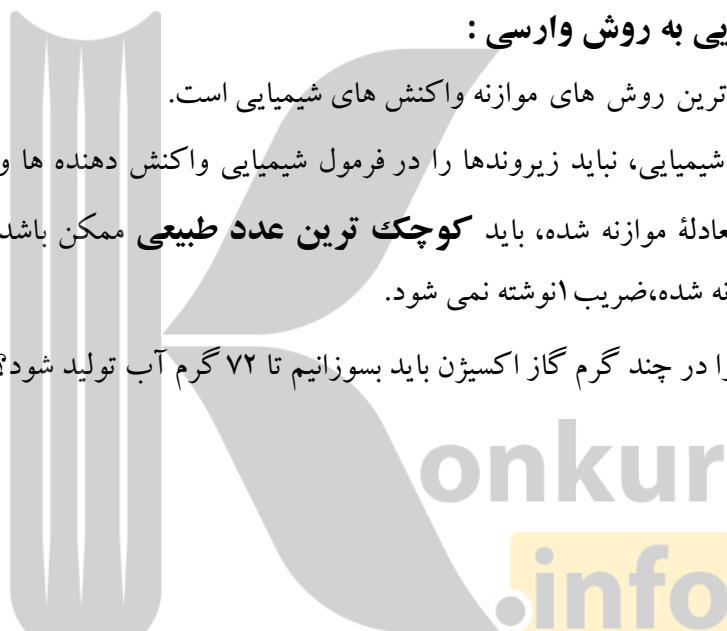 یی به روش وارسی :
ترین روش های موازنه واکنش های شیمیایی است.
شیمیایی، نباید زیروندها را در فرمول شیمیایی واکنش دهنده ها و
عادلهٔ موازنه شده، باید کوچک ترین عدد طبیعی ممکن باشد
نه شده،ضریب ۱نوشته نمی شود.
را در چند گرم گاز اکسیژن باید بسوزانیم تا ۷۲ گرم آب تولید شود؟
onkur
.info